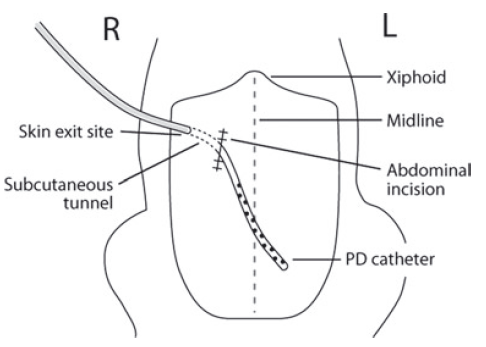 R
L
Xiphoid
Midline
Skin exit site
Abdominal
incision
Subcutaneous
tunnel
PD catheter